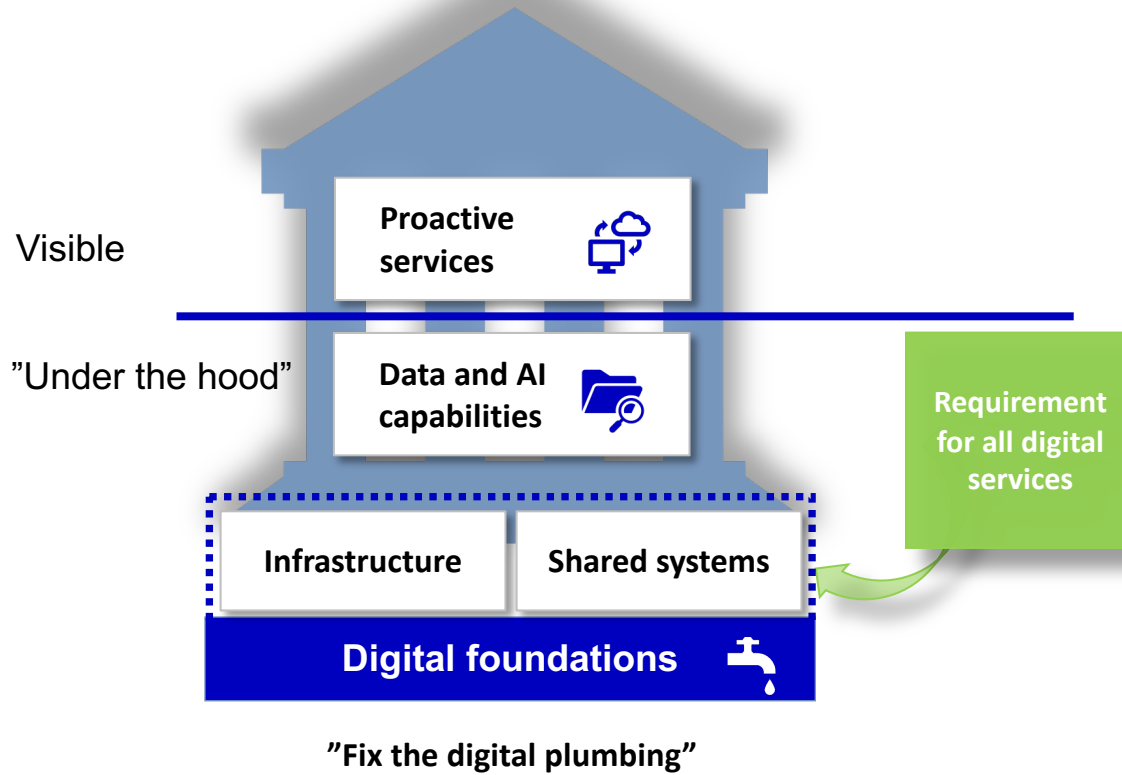 Visible
Proactive
services
”Under the hood”
Data and AI
capabilities
Requirement
for all digital
services
Infrastructure
Shared systems
Digital foundations
”Fix the digital plumbing”